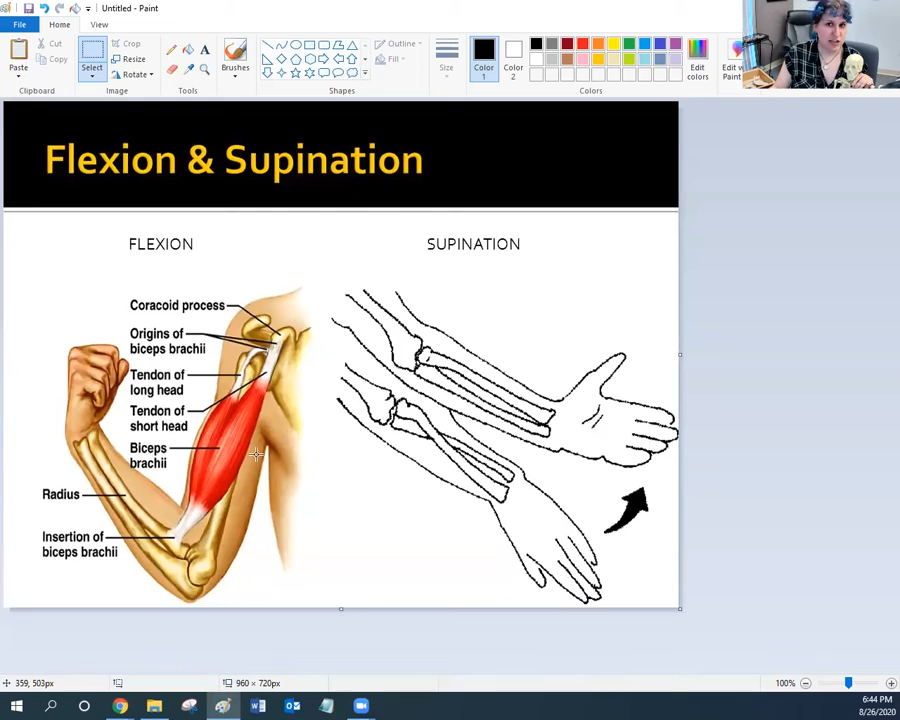 Untitled - Paint
File Home View
Paste
Cut
Copy
Clipboard
Select
Crop
Resize
Rotate
Image
A
Tools
Brushes
Shapes
Outline
Fill
Size
Color
1
Color
2
Colors
Edit
colors
Flexion & Supination
FLEXION
SUPINATION
Coracoid process
Origins of
biceps brachii
Tendon of
long head
Tendon of
short head
Biceps
brachii
Radius
Insertion of
biceps brachii
359, 503px
960 × 720px
100%
6:44 PM
8/26/2020